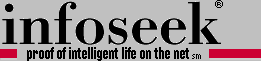 infoseek®
proof of intelligent life on the net sm